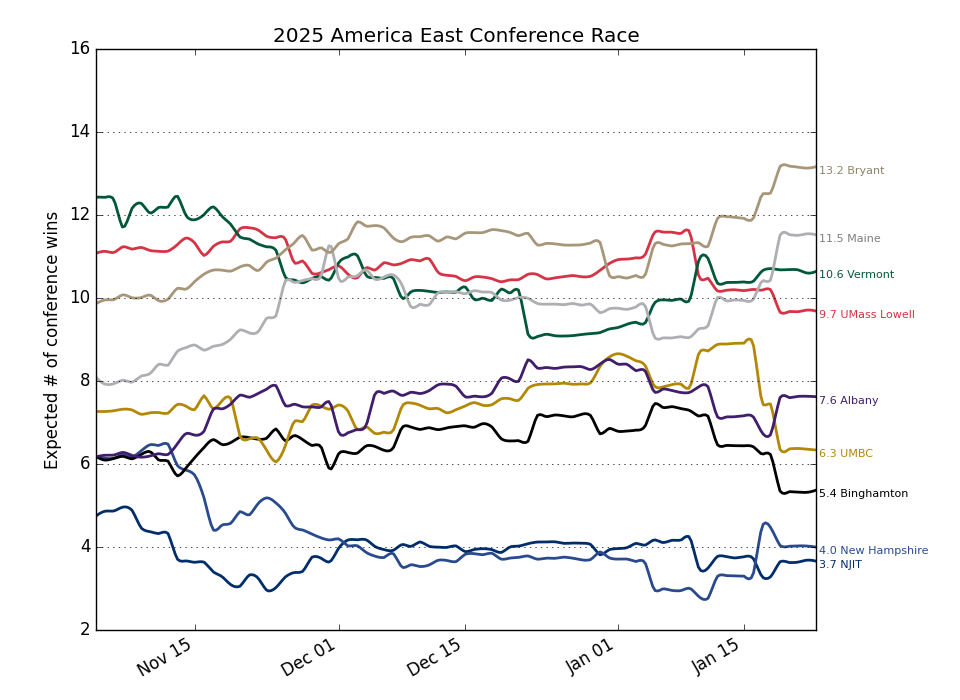 2025 America East Conference Race
Expected # of conference wins
16
14
12
10
8
6
4
2
13.2 Bryant
11.5 Maine
10.6 Vermont
9.7 UMass Lowell
7.6 Albany
6.3 UMBC
5.4 Binghamton
4.0 New Hampshire
3.7 NJIT
Nov 15
Dec 01
Dec 15
Jan 01
Jan 15